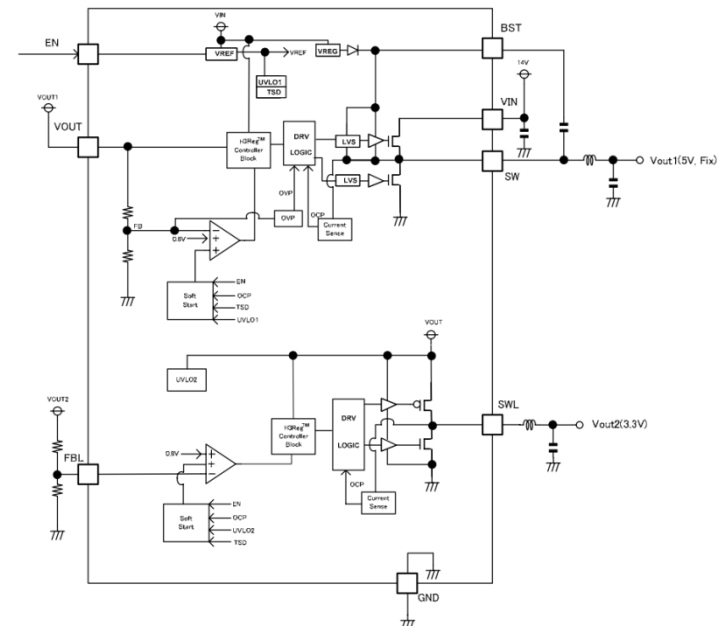 EN
VIN
VREF
VREF
VREG
BST
UVLO1
TSD
14V
VIN
VOUT1
VOUT
H3Reg™
Controller
Block
DRV
LOGIC
LVS
LVS
SW
Vout1(5V, Fix)
OVP
OCP
OVP
Current
Sense
FB
0.8V
Soft
Start
EN
OCP
TSD
UVLO1
VOUT
UVLO2
VOUT2
FBL
H3Reg™
Controller
Block
DRV
LOGIC
SWL
Vout2(3.3V)
0.8V
OCP
Current
Sense
Soft
Start
EN
OCP
UVLO2
TSD
GND